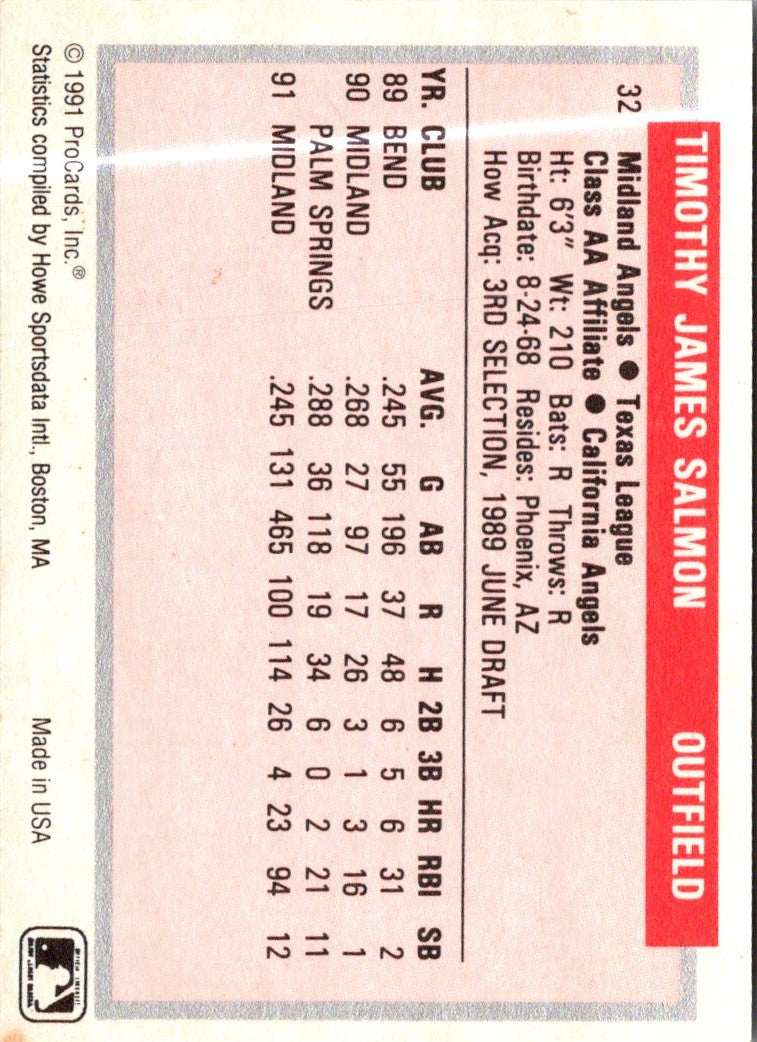 TIMOTHY JAMES SALMON OUTFIELD
32 Midland Angels ● Texas League
Class AA Affiliate ● California Angels
Ht: 6'3" Wt: 210 Bats: R Throws: R
Birthdate: 8-24-68 Resides: Phoenix, AZ
How Acq: 3RD SELECTION, 1989 JUNE DRAFT
YR. CLUB AVG. G AB R H 2B 3B HR RBI SB
89 BEND .245 55 196 37 48 6 5 6 31 2
90 MIDLAND .268 27 97 17 26 3 1 3 16 1
PALM SPRINGS .288 36 118 19 34 6 0 2 21 11
91 MIDLAND .245 131 465 100 114 26 4 23 94 12
© 1991 ProCards, Inc.®
Statistics compiled by Howe Sportsdata Intl., Boston, MA Made in USA